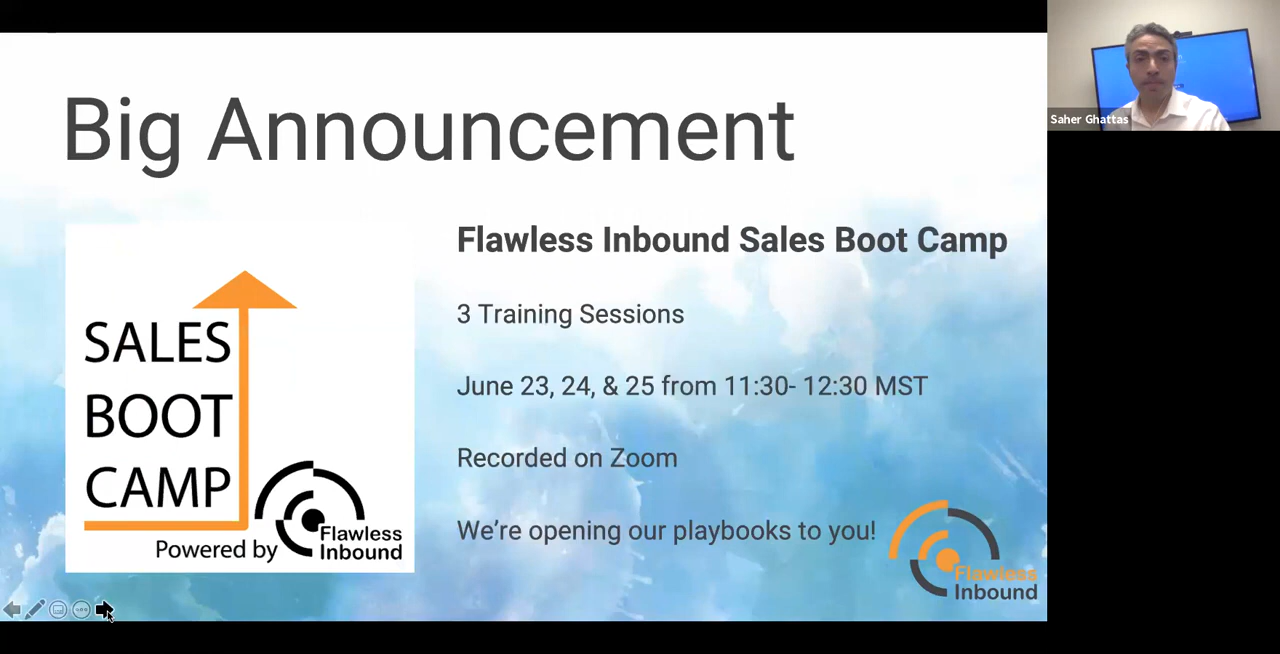 Big Announcement
Saher Ghattas
Flawless Inbound Sales Boot Camp
3 Training Sessions
June 23, 24, & 25 from 11:30- 12:30 MST
Recorded on Zoom
We're opening our playbooks to you!
SALES
BOOT
CAMP
Powered by
Flawless
Inbound
Flawless
Inbound